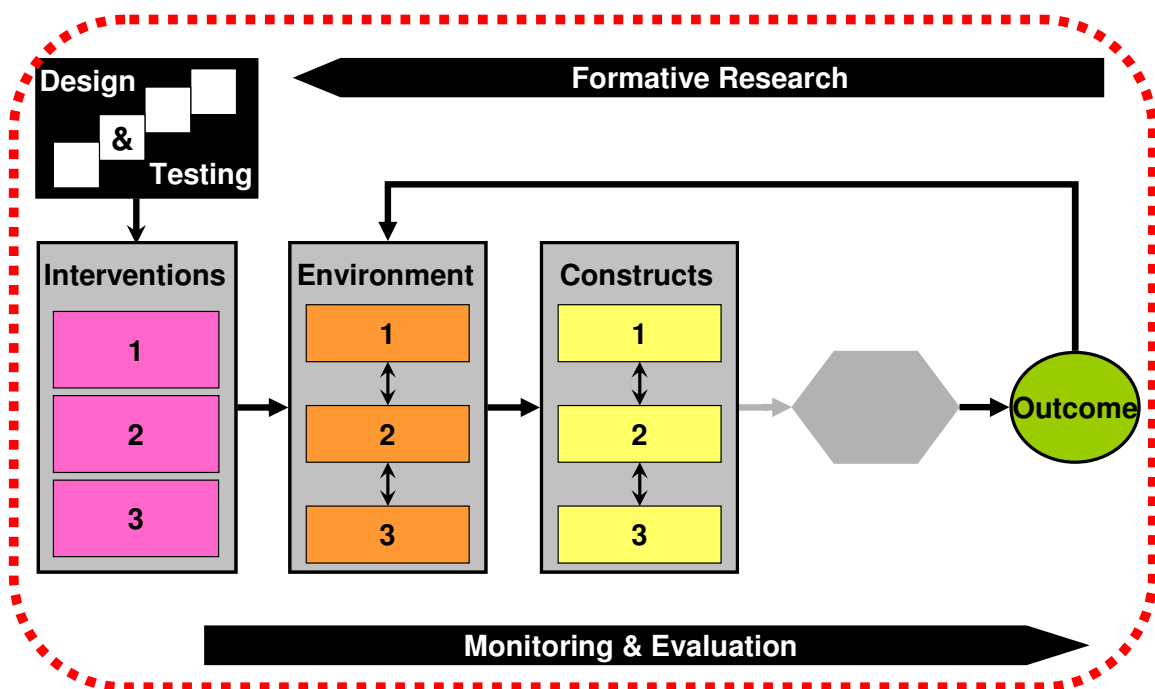 Design
&
Testing
Formative Research
Interventions
1
2
3
Environment
1
2
3
Constructs
1
2
3
Outcome
Monitoring & Evaluation